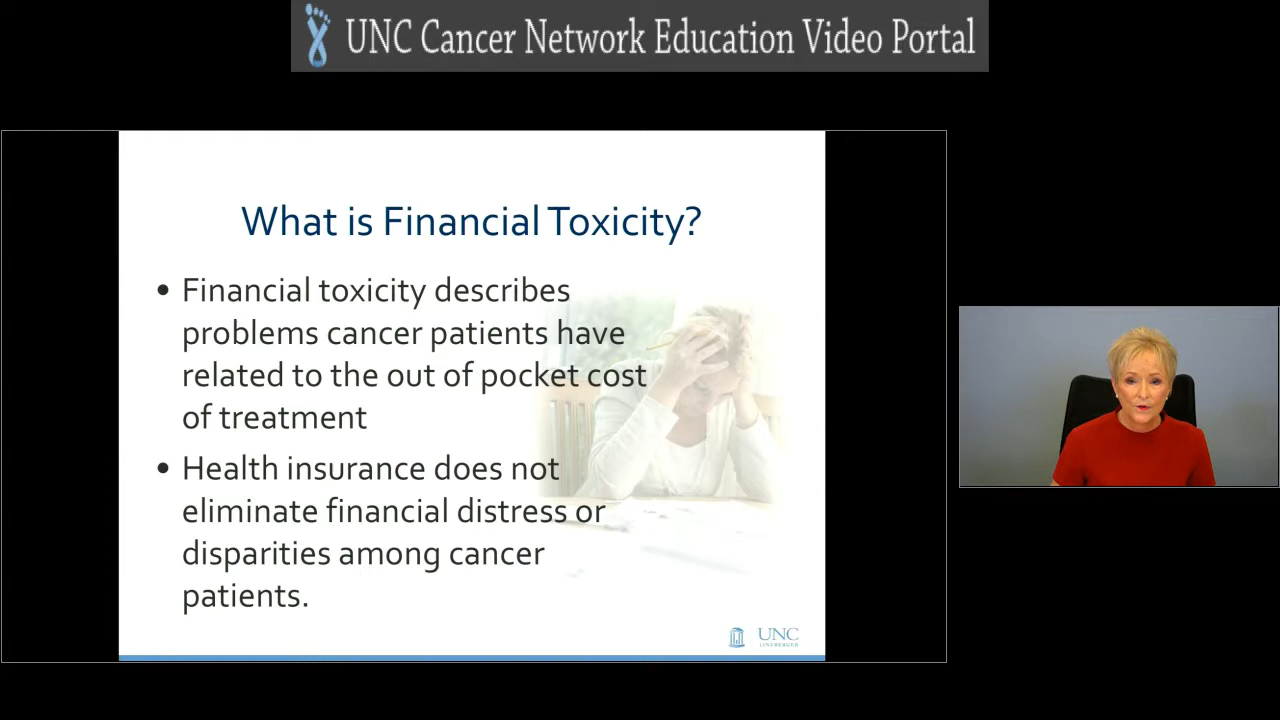 UNC Cancer Network Education Video Portal
What is Financial Toxicity?
• Financial toxicity describes
problems cancer patients have
related to the out of pocket cost
of treatment
• Health insurance does not
eliminate financial distress or
disparities among cancer
patients.
UNC
LINEBERGER